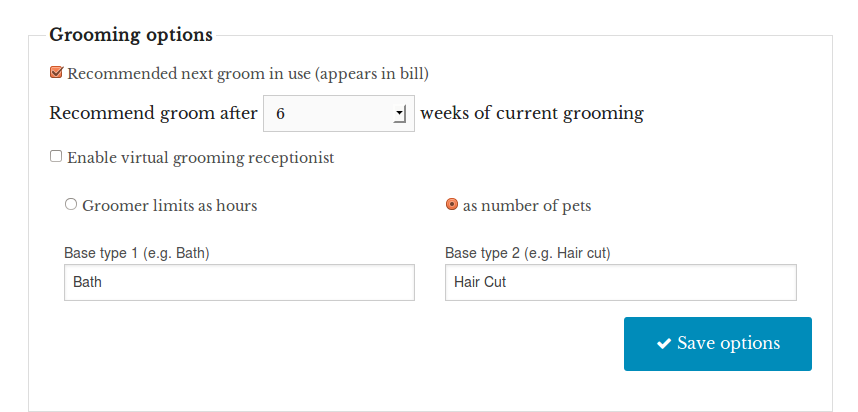 Grooming options
Recommended next groom in use (appears in bill)
Recommend groom after 6 weeks of current grooming
Enable virtual grooming receptionist
Groomer limits as hours as number of pets
Base type 1 (e.g. Bath) Base type 2 (e.g. Hair cut)
Bath Hair Cut
Save options